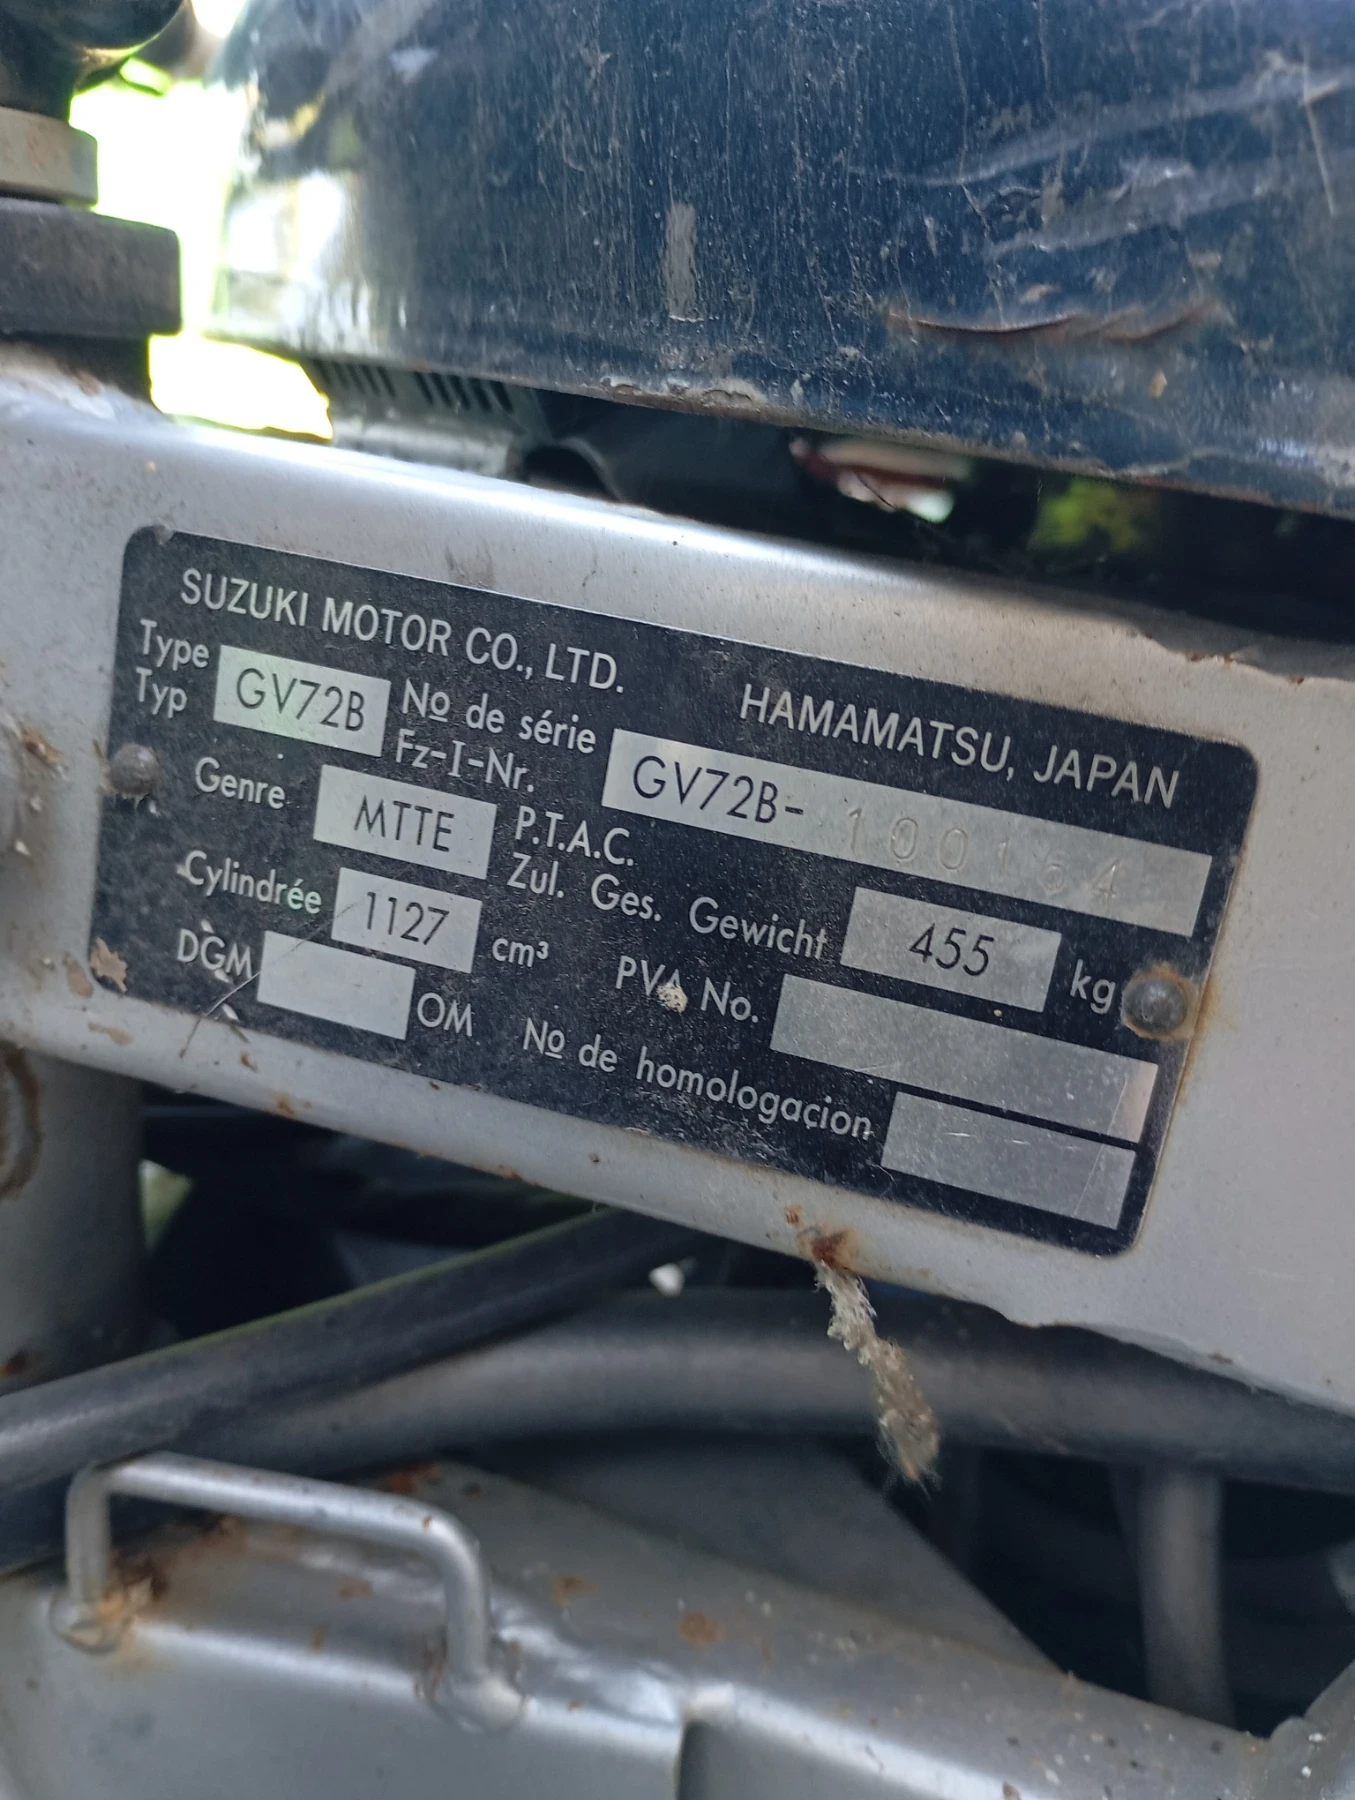 SUZUKI MOTOR CO., LTD. HAMAMATSU, JAPAN
Type GV72B Nº de série GV72B-
Typ Fz-I-Nr.
Genre MTTE P.T.A.C. 455 kg
Zul. Ges. Gewicht
Cylindrée 1127 cm³ PVA No.
DGM OM Nº de homologaçion